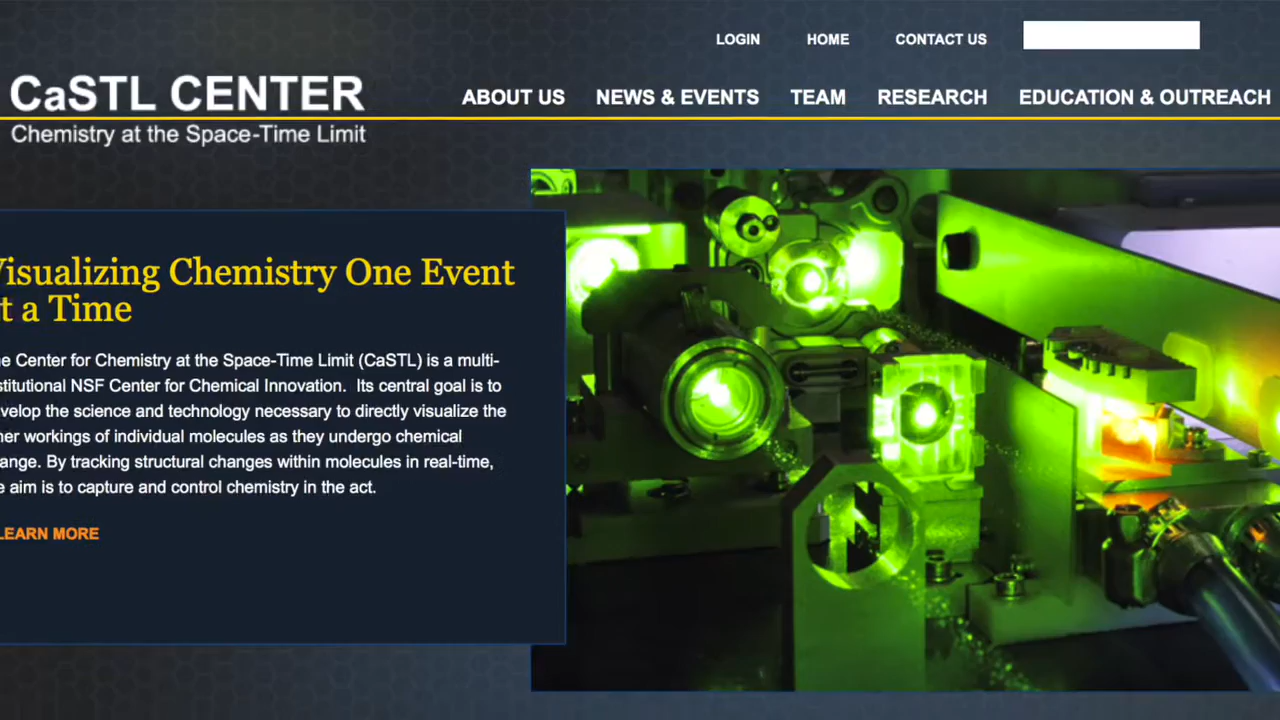 LOGIN HOME CONTACT US
CaSTL CENTER
ABOUT US NEWS & EVENTS TEAM RESEARCH EDUCATION & OUTREACH
Chemistry at the Space-Time Limit
Visualizing Chemistry One Event
t a Time
e Center for Chemistry at the Space-Time Limit (CaSTL) is a multi-
stitutional NSF Center for Chemical Innovation. Its central goal is to
velop the science and technology necessary to directly visualize the
ner workings of individual molecules as they undergo chemical
ange. By tracking structural changes within molecules in real-time,
e aim is to capture and control chemistry in the act.
LEARN MORE